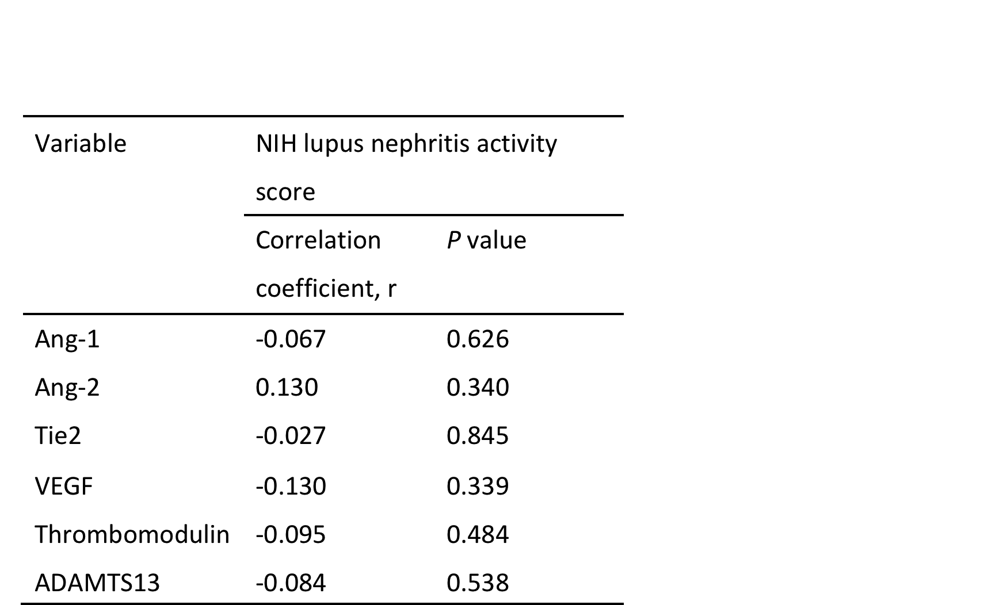 Variable NIH lupus nephritis activity
score
Correlation P value
coefficient, r
Ang-1 -0.067 0.626
Ang-2 0.130 0.340
Tie2 -0.027 0.845
VEGF -0.130 0.339
Thrombomodulin -0.095 0.484
ADAMTS13 -0.084 0.538